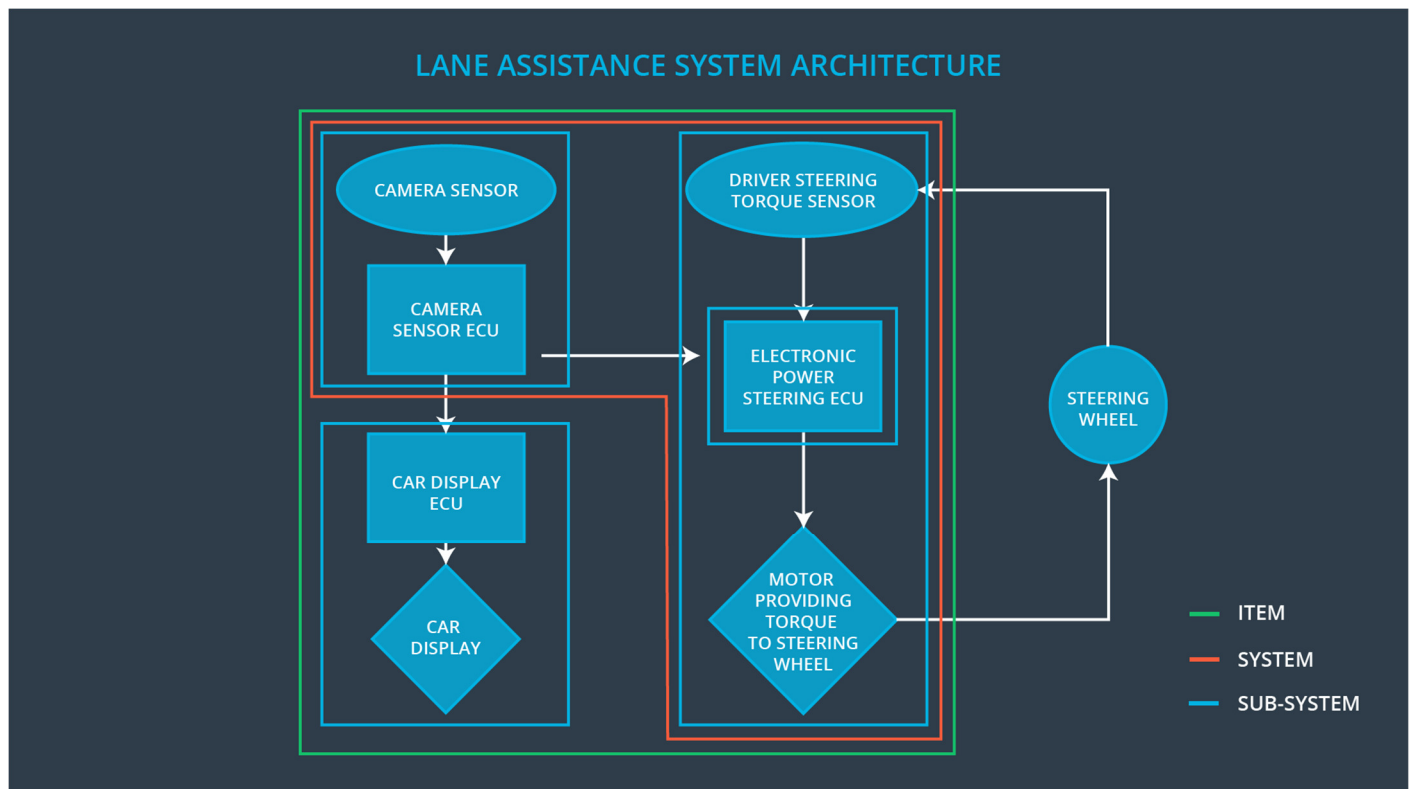 LANE ASSISTANCE SYSTEM ARCHITECTURE
CAMERA SENSOR
DRIVER STEERING
TORQUE SENSOR
CAMERA
SENSOR ECU
ELECTRONIC
POWER
STEERING ECU
STEERING
WHEEL
CAR DISPLAY
ECU
MOTOR
PROVIDING
TORQUE
TO STEERING
WHEEL
CAR
DISPLAY
ITEM
SYSTEM
SUB-SYSTEM